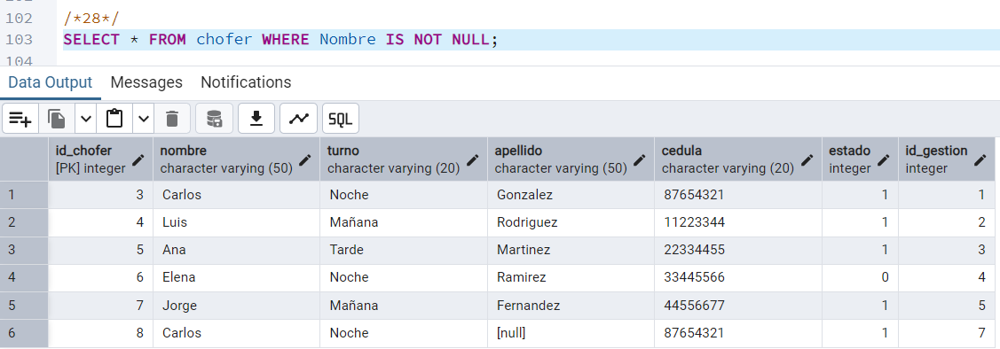 102 /*28*/
103 SELECT * FROM chofer WHERE Nombre IS NOT NULL;
104
Data Output Messages Notifications
SQL
id_chofer nombre turno apellido cedula estado id_gestion
[PK] integer character varying (50) character varying (20) character varying (50) character varying (20) integer integer
1 3 Carlos Noche Gonzalez 87654321 1 1
2 4 Luis Mañana Rodriguez 11223344 1 2
3 5 Ana Tarde Martinez 22334455 1 3
4 6 Elena Noche Ramirez 33445566 0 4
5 7 Jorge Mañana Fernandez 44556677 1 5
6 8 Carlos Noche [null] 87654321 1 7